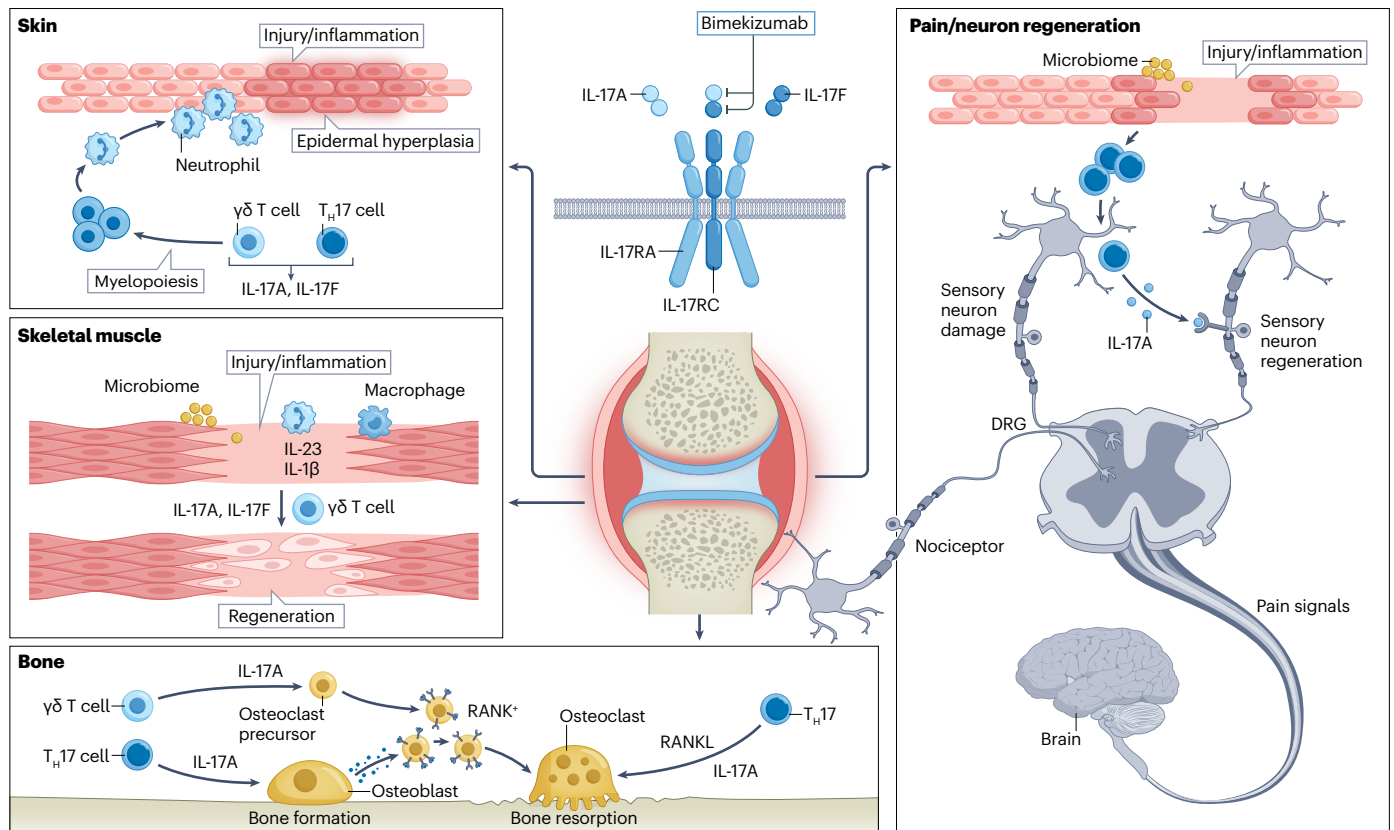 Skin
Injury/inflammation
Epidermal hyperplasia
Neutrophil
γδ T cell
TH17 cell
Myelopoiesis
IL-17A, IL-17F
Bimekizumab
IL-17A
IL-17F
IL-17RA
IL-17RC
Pain/neuron regeneration
Microbiome
Injury/inflammation
Sensory
neuron
damage
IL-17A
Sensory
neuron
regeneration
DRG
Nociceptor
Pain signals
Brain
Skeletal muscle
Injury/inflammation
Microbiome
Macrophage
IL-23
IL-1β
IL-17A, IL-17F
γδ T cell
Regeneration
Bone
γδ T cell
IL-17A
Osteoclast
precursor
RANK+
TH17 cell
IL-17A
Osteoblast
Osteoclast
TH17
RANKL
IL-17A
Bone formation
Bone resorption